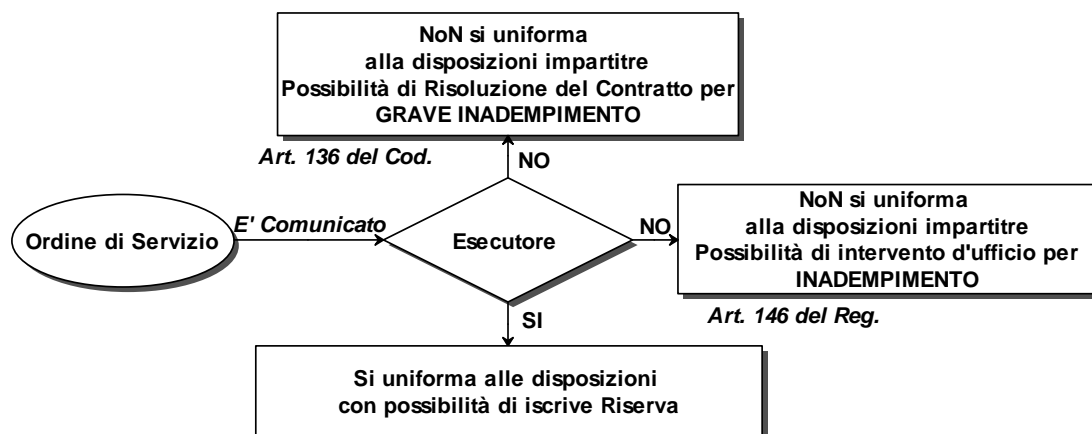 NoN si uniforma
alla disposizioni impartitre
Possibilità di Risoluzione del Contratto per
GRAVE INADEMPIMENTO
Art. 136 del Cod.
NO
Ordine di Servizio
E' Comunicato
Esecutore
NO
NoN si uniforma
alla disposizioni impartitre
Possibilità di intervento d'ufficio per
INADEMPIMENTO
Art. 146 del Reg.
SI
Si uniforma alle disposizioni
con possibilità di iscrive Riserva